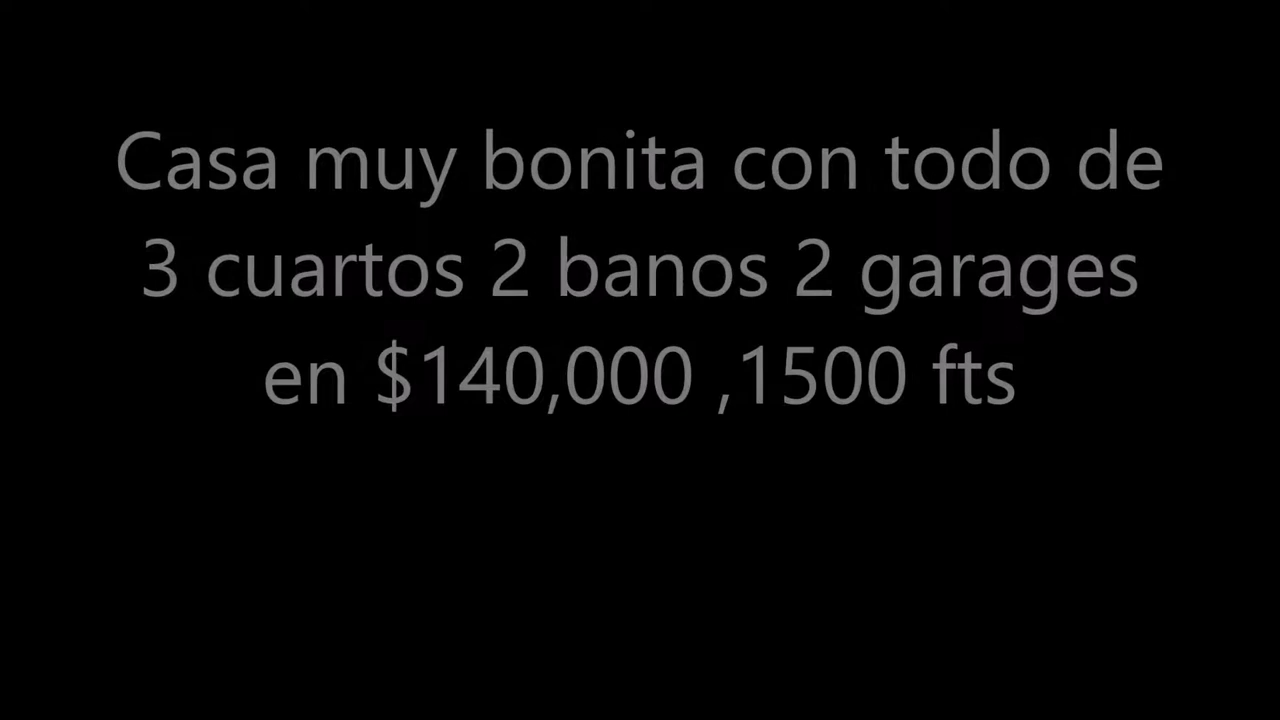 Casa muy bonita con todo de
3 cuartos 2 banos 2 garages
en $140,000 ,1500 fts